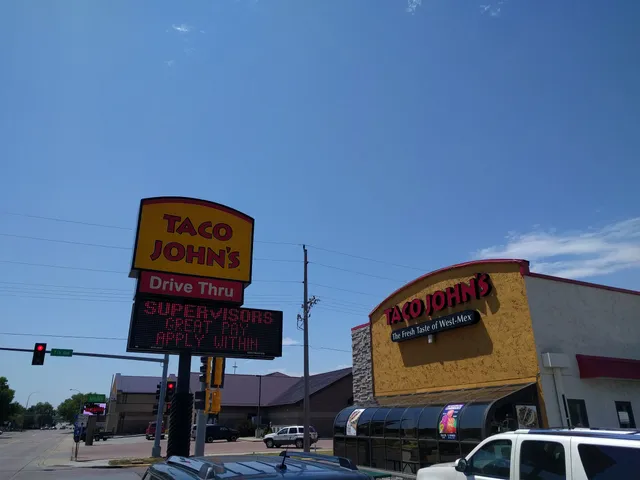 TACO
JOHN'S
Drive Thru
SUPERVISORS
GREAT PAY
APPLY WITHIN
TACO JOHN'S
The Fresh Taste of West-Mex